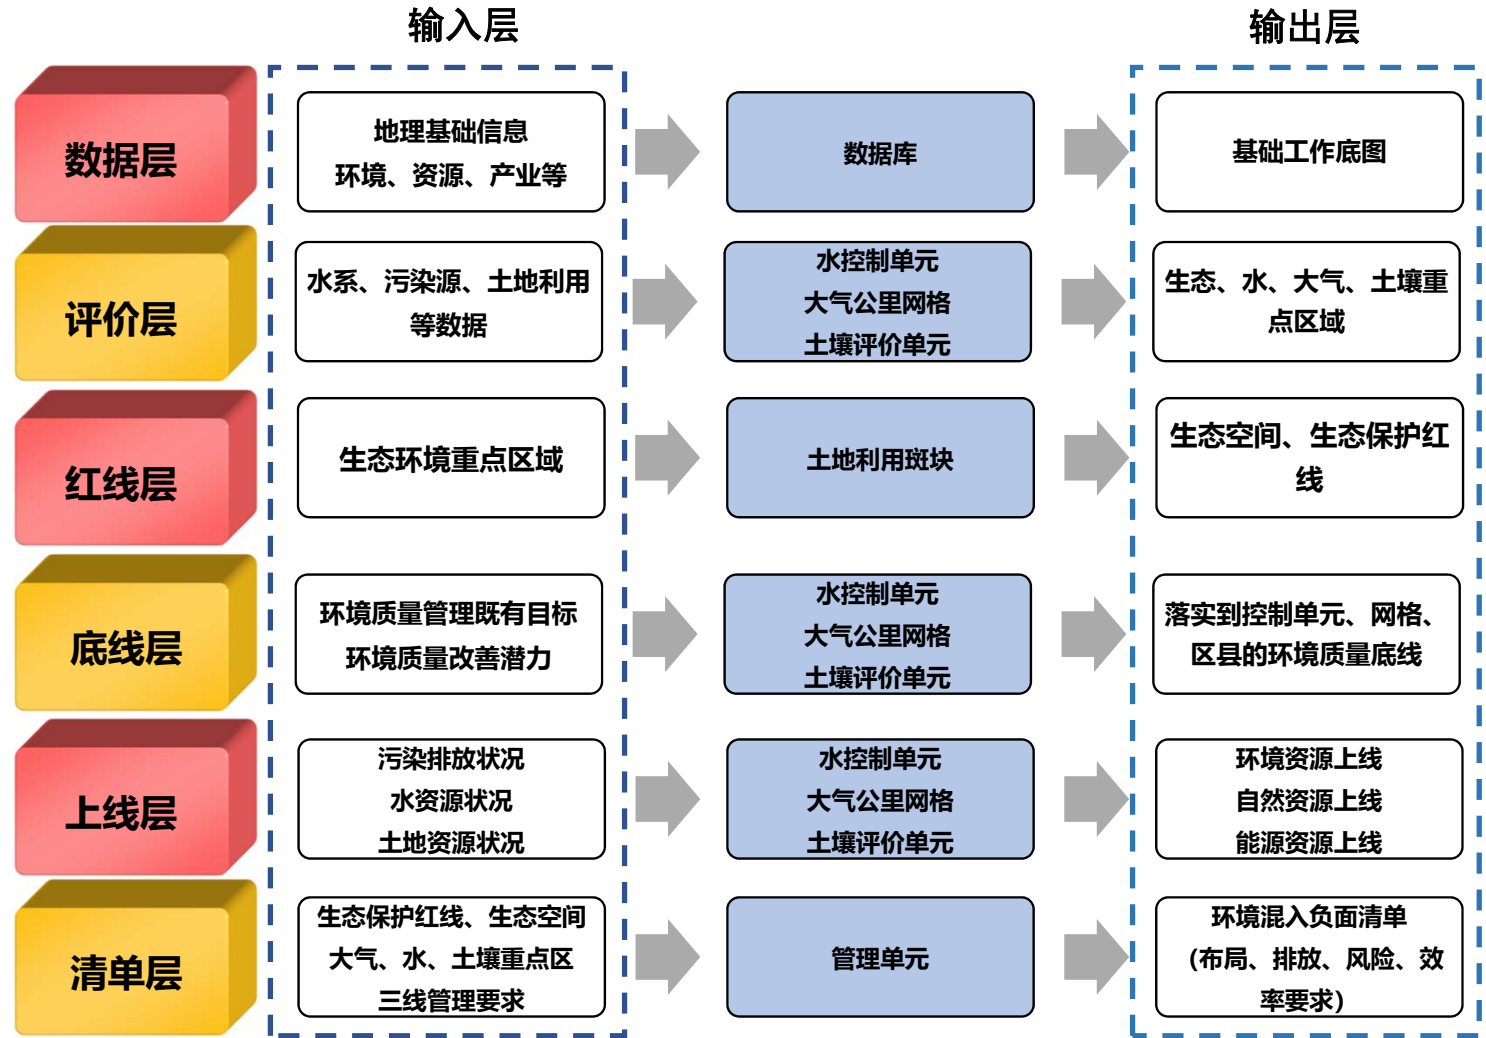 输入层
输出层
数据层
地理基础信息
环境、资源、产业等
数据库
基础工作底图
评价层
水系、污染源、土地利用
等数据
水控制单元
大气公里网格
土壤评价单元
生态、水、大气、土壤重
点区域
红线层
生态环境重点区域
土地利用斑块
生态空间、生态保护红
线
底线层
环境质量管理既有目标
环境质量改善潜力
水控制单元
大气公里网格
土壤评价单元
落实到控制单元、网格、
区县的环境质量底线
上线层
污染排放状况
水资源状况
土地资源状况
水控制单元
大气公里网格
土壤评价单元
环境资源上线
自然资源上线
能源资源上线
清单层
生态保护红线、生态空间
大气、水、土壤重点区
三线管理要求
管理单元
环境混入负面清单
（布局、排放、风险、效
率要求）